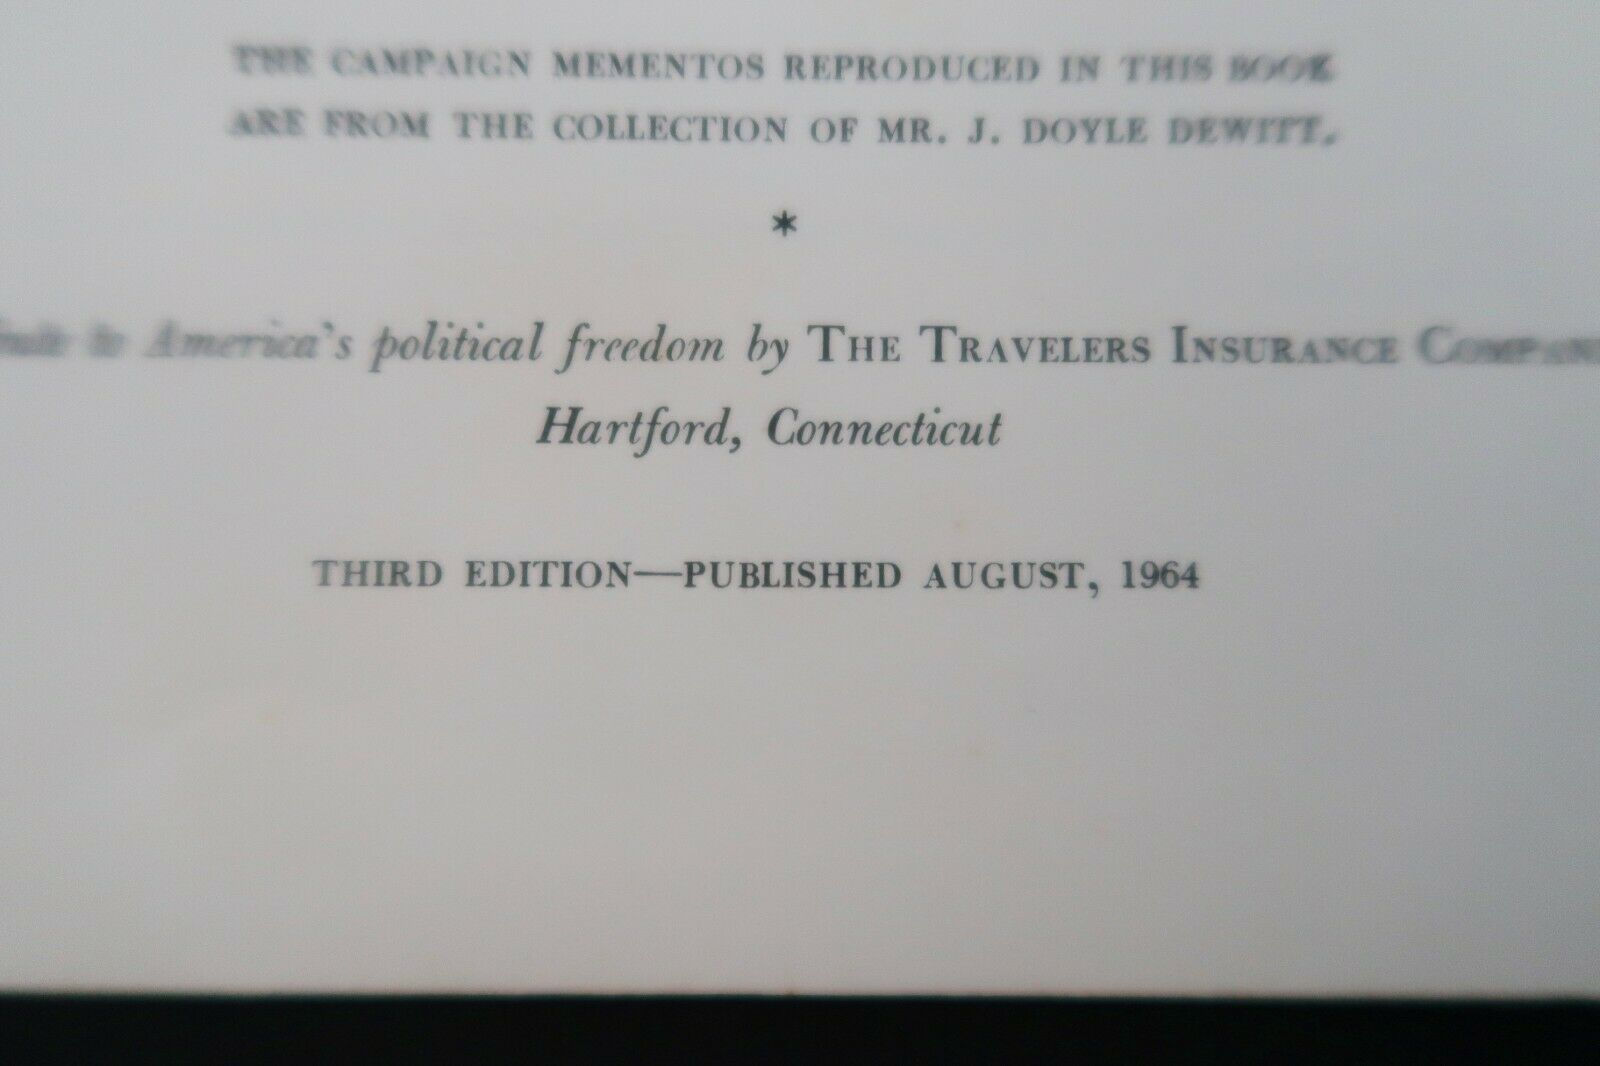 THE CAMPAIGN MEMENTOS REPRODUCED IN THIS BOOK
ARE FROM THE COLLECTION OF MR. J. DOYLE DEWITT.
*
to America's political freedom by THE TRAVELERS INSURANCE
Hartford, Connecticut
THIRD EDITION—PUBLISHED AUGUST, 1964